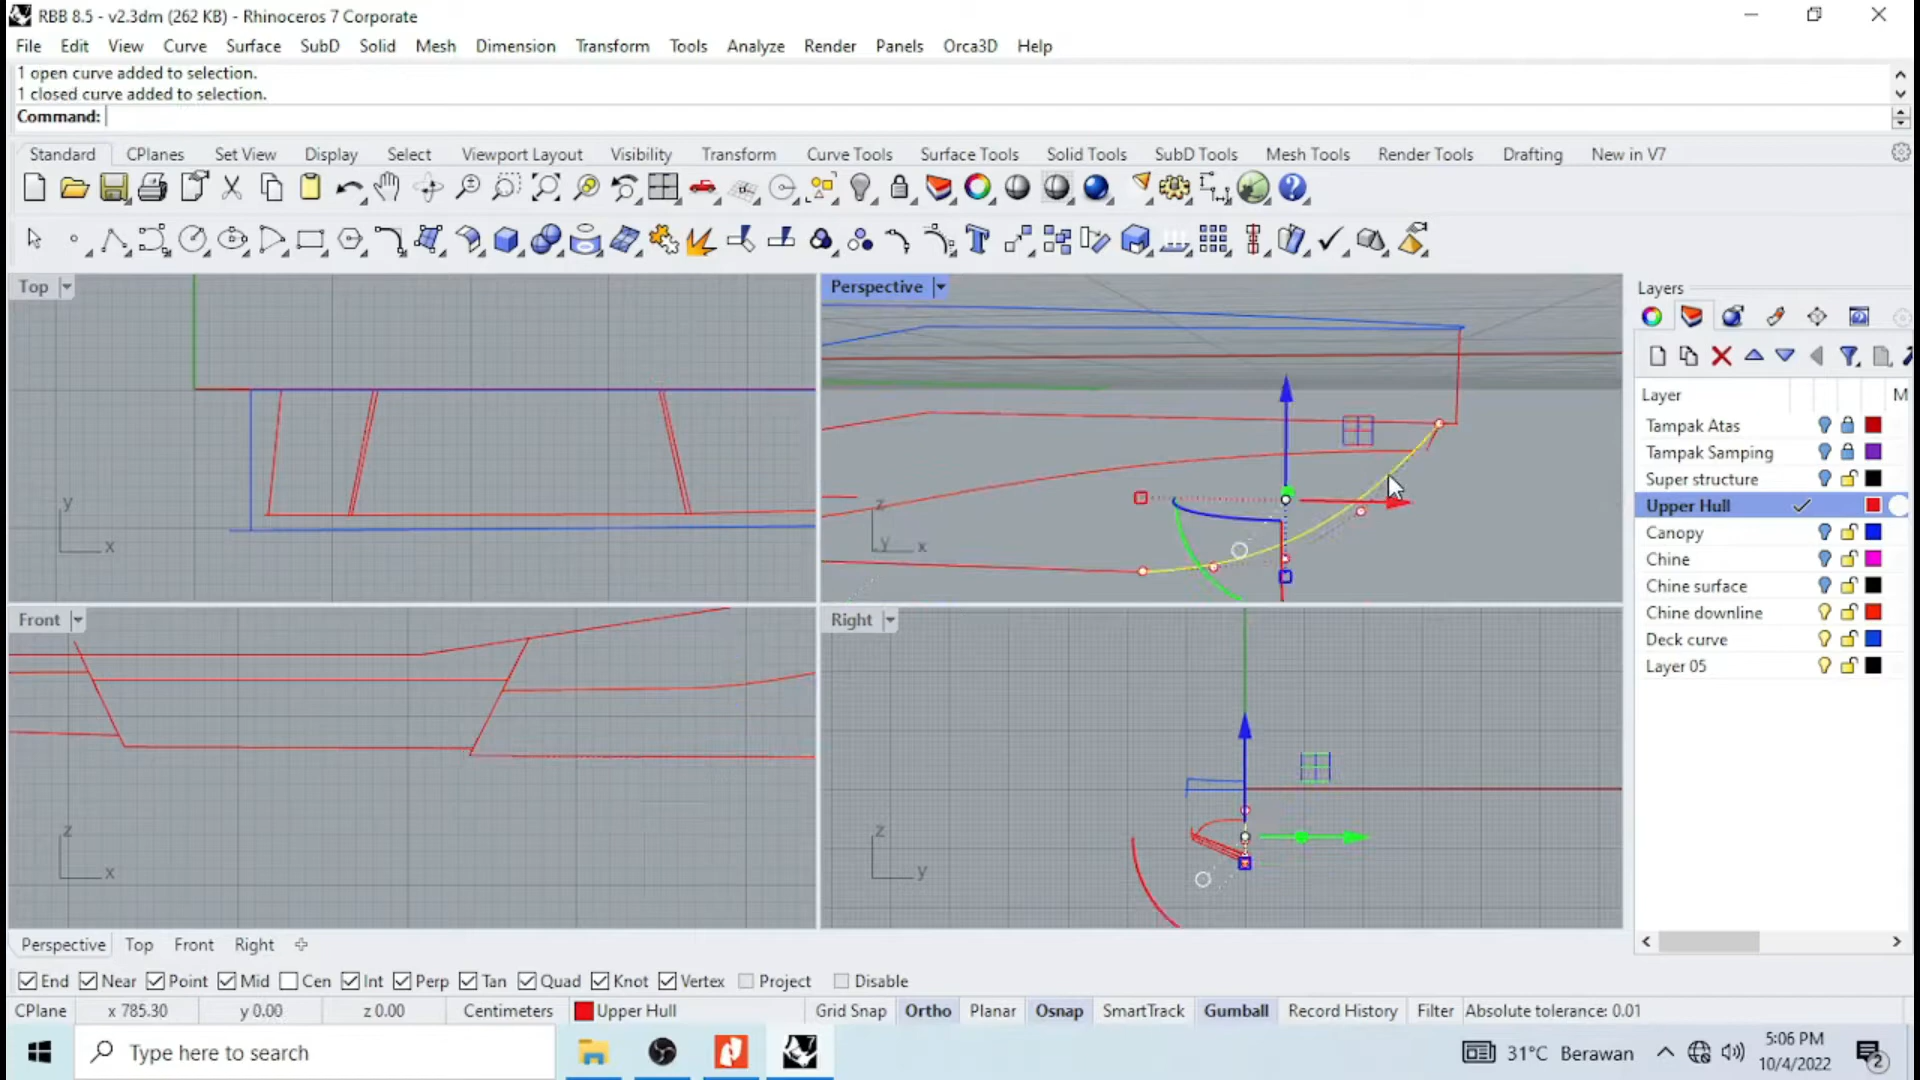 RBB 8.5 - v2.3dm (262 KB) - Rhinoceros 7 Corporate
File Edit View Curve Surface SubD Solid Mesh Dimension Transform Tools Analyze Render Panels Orca3D Help
1 open curve added to selection.
1 closed curve added to selection.
Command:
Standard CPlanes Set View Display Select Viewport Layout Visibility Transform Curve Tools Surface Tools Solid Tools SubD Tools Mesh Tools Render Tools Drafting New in V7
Top
y
x
Perspective
z
y
x
Front
z
x
Right
z
y
Layers
Layer M
Tampak Atas
Tampak Samping
Super structure
Upper Hull
Canopy
Chine
Chine surface
Chine downline
Deck curve
Layer 05
Perspective Top Front Right
End Near Point Mid Cen Int Perp Tan Quad Knot Vertex Project Disable
CPlane x 785.30 y 0.00 z 0.00 Centimeters Upper Hull Grid Snap Ortho Planar Osnap SmartTrack Gumball Record History Filter Absolute tolerance: 0.01
Type here to search
31°C Berawan
5:06 PM
10/4/2022
2